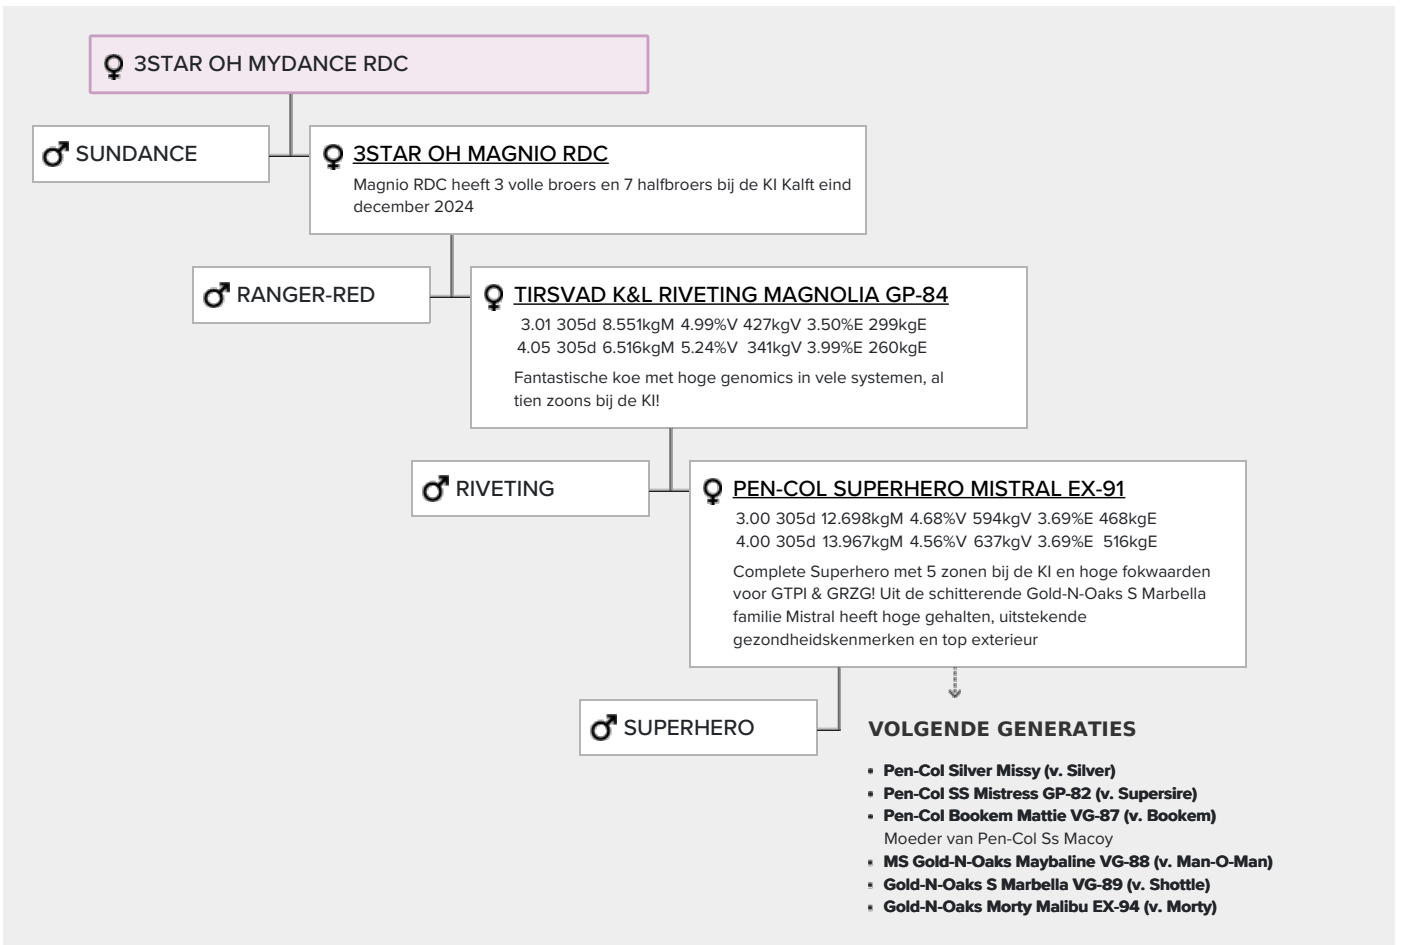 3STAR OH MYDANCE RDC
SUNDANCE
3STAR OH MAGNIO RDC
Magnio RDC heeft 3 volle broers en 7 halfbroers bij de KI Kalft eind
december 2024
RANGER-RED
TIRSVAD K&L RIVETING MAGNOLIA GP-84
3.01 305d 8.551kgM 4.99%V 427kgV 3.50%E 299kgE
4.05 305d 6.516kgM 5.24%V 341kgV 3.99%E 260kgE
Fantastische koe met hoge genomics in vele systemen, al
tien zoons bij de KI!
RIVETING
PEN-COL SUPERHERO MISTRAL EX-91
3.00 305d 12.698kgM 4.68%V 594kgV 3.69%E 468kgE
4.00 305d 13.967kgM 4.56%V 637kgV 3.69%E 516kgE
Complete Superhero met 5 zonen bij de KI en hoge fokwaarden
voor GTPI & GRZG! Uit de schitterende Gold-N-Oaks S Marbella
familie Mistral heeft hoge gehalten, uitstekende
gezondheidskenmerken en top exterieur
SUPERHERO
VOLGENDE GENERATIES
Pen-Col Silver Missy (v. Silver)
Pen-Col SS Mistress GP-82 (v. Supersire)
Pen-Col Bookem Mattie VG-87 (v. Bookem)
Moeder van Pen-Col Ss Macoy
MS Gold-N-Oaks Maybaline VG-88 (v. Man-O-Man)
Gold-N-Oaks S Marbella VG-89 (v. Shottle)
Gold-N-Oaks Morty Malibu EX-94 (v. Morty)